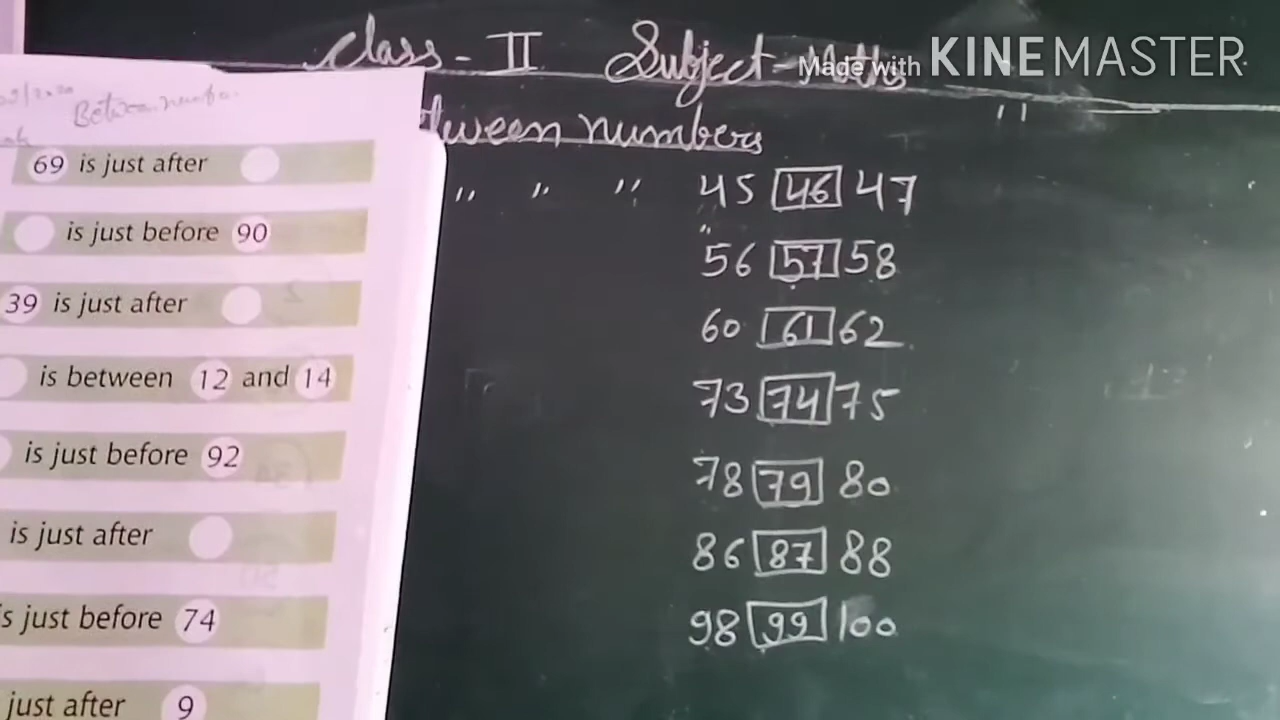 Class - II Subject - Maths
Made with KINEMASTER
Between numbe
tween numbers
69 is just after
is just before 90
39 is just after
is between 12 and 14
is just before 92
is just after
s just before 74
just after 9
" " " 45 46 47
56 57 58
60 61 62
73 74 75
78 79 80
86 87 88
98 99 100